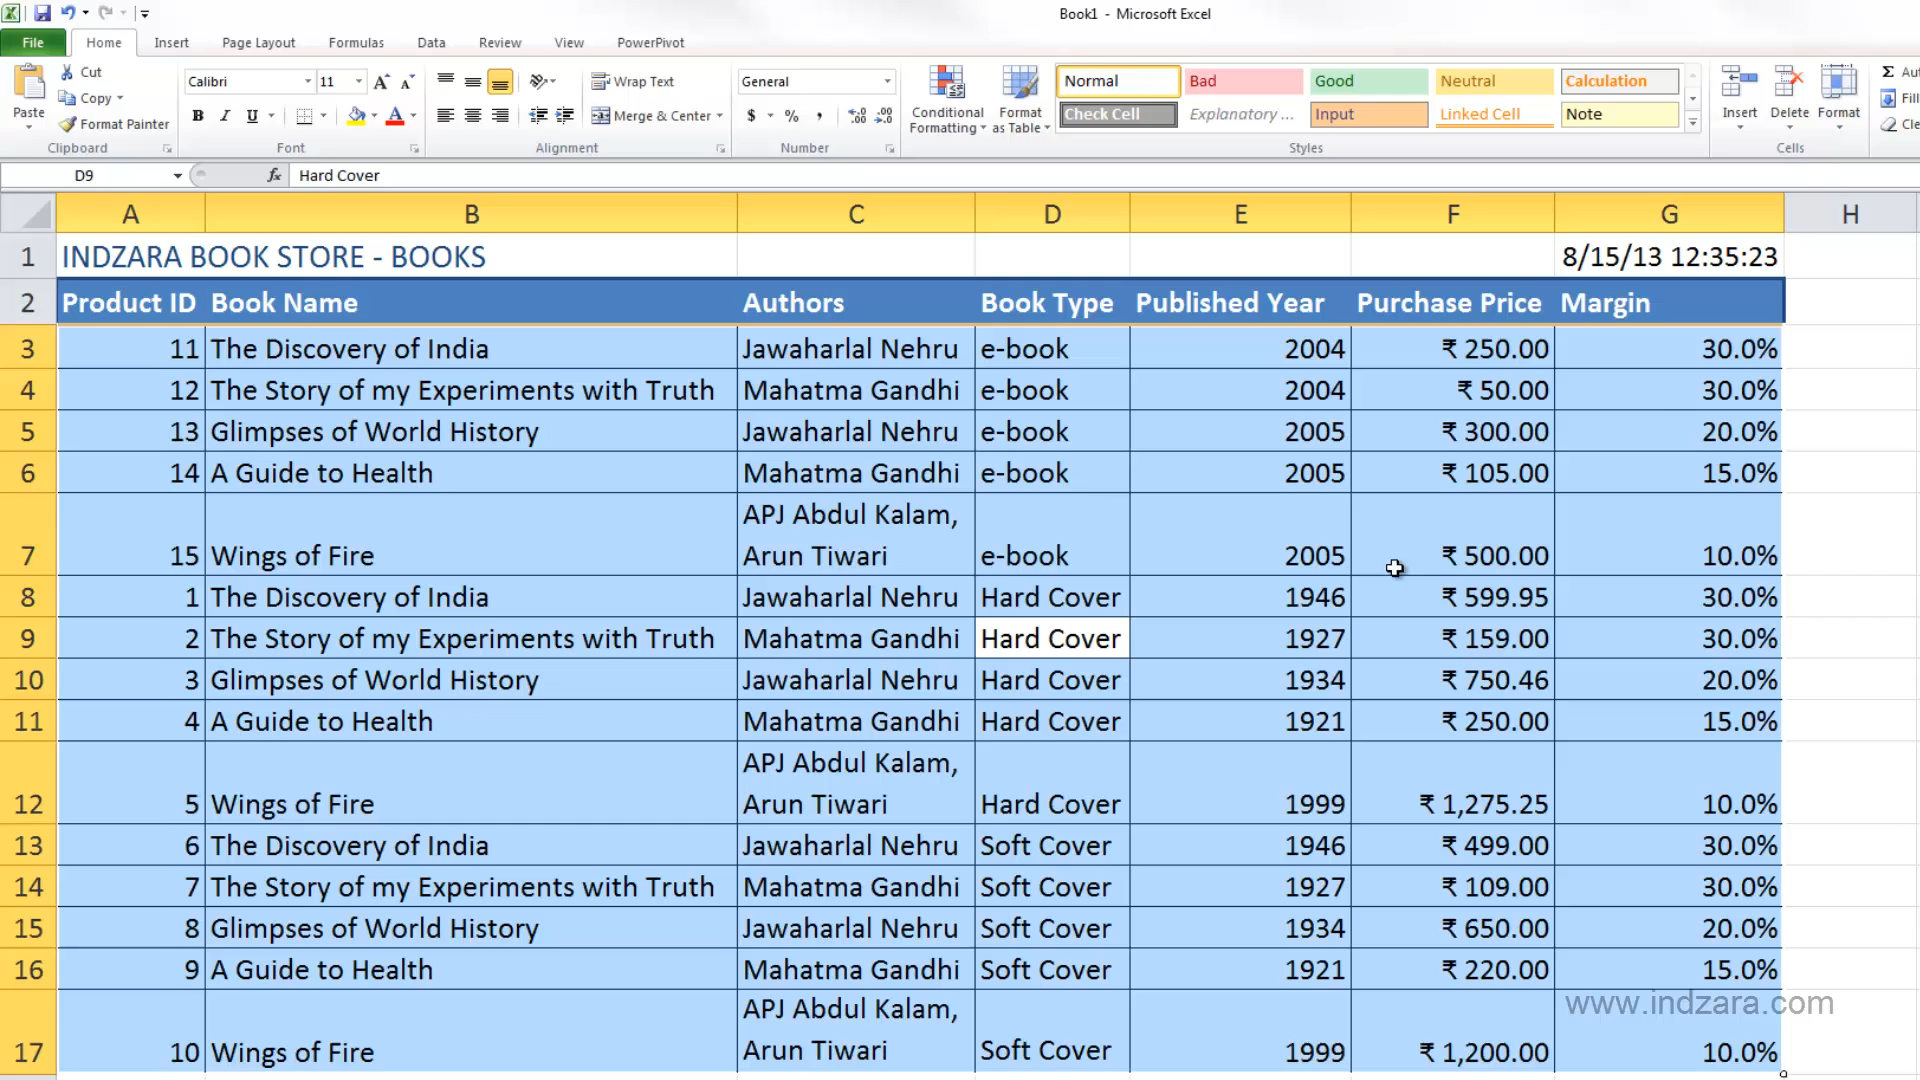 Book1 - Microsoft Excel
File Home Insert Page Layout Formulas Data Review View PowerPivot
Cut
Copy
Format Painter
Paste
Clipboard
Calibri 11
B I U
Font
Wrap Text
Merge & Center
Alignment
General
$ % ,
Number
Conditional Formatting
Format as Table
Normal Bad Good Neutral Calculation
Check Cell Explanatory ... Input Linked Cell Note
Styles
Insert Delete Format
Cells
Σ Aut
Fill
Cle
D9 fx Hard Cover
A B C D E F G H
1 INDZARA BOOK STORE - BOOKS 8/15/13 12:35:23
2 Product ID Book Name Authors Book Type Published Year Purchase Price Margin
3 11 The Discovery of India Jawaharlal Nehru e-book 2004 ₹ 250.00 30.0%
4 12 The Story of my Experiments with Truth Mahatma Gandhi e-book 2004 ₹ 50.00 30.0%
5 13 Glimpses of World History Jawaharlal Nehru e-book 2005 ₹ 300.00 20.0%
6 14 A Guide to Health Mahatma Gandhi e-book 2005 ₹ 105.00 15.0%
APJ Abdul Kalam,
7 15 Wings of Fire Arun Tiwari e-book 2005 ₹ 500.00 10.0%
8 1 The Discovery of India Jawaharlal Nehru Hard Cover 1946 ₹ 599.95 30.0%
9 2 The Story of my Experiments with Truth Mahatma Gandhi Hard Cover 1927 ₹ 159.00 30.0%
10 3 Glimpses of World History Jawaharlal Nehru Hard Cover 1934 ₹ 750.46 20.0%
11 4 A Guide to Health Mahatma Gandhi Hard Cover 1921 ₹ 250.00 15.0%
APJ Abdul Kalam,
12 5 Wings of Fire Arun Tiwari Hard Cover 1999 ₹ 1,275.25 10.0%
13 6 The Discovery of India Jawaharlal Nehru Soft Cover 1946 ₹ 499.00 30.0%
14 7 The Story of my Experiments with Truth Mahatma Gandhi Soft Cover 1927 ₹ 109.00 30.0%
15 8 Glimpses of World History Jawaharlal Nehru Soft Cover 1934 ₹ 650.00 20.0%
16 9 A Guide to Health Mahatma Gandhi Soft Cover 1921 ₹ 220.00 15.0%
www.indzara.com
APJ Abdul Kalam,
17 10 Wings of Fire Arun Tiwari Soft Cover 1999 ₹ 1,200.00 10.0%